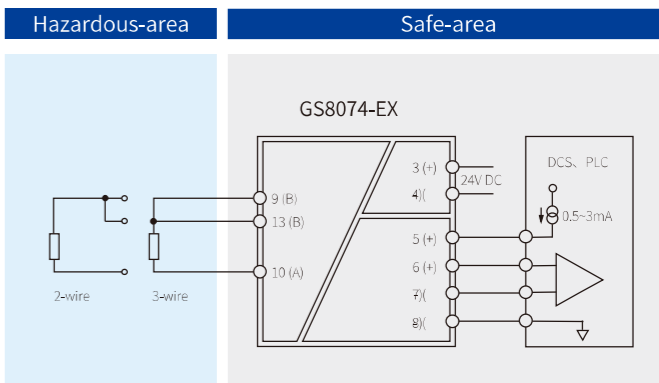 Hazardous-area
Safe-area
GS8074-EX
9 (B)
13 (B)
10 (A)
2-wire
3-wire
3 (+)
4)(
24V DC
5 (+)
6 (+)
7)(
8)(
DCS、PLC
0.5~3mA